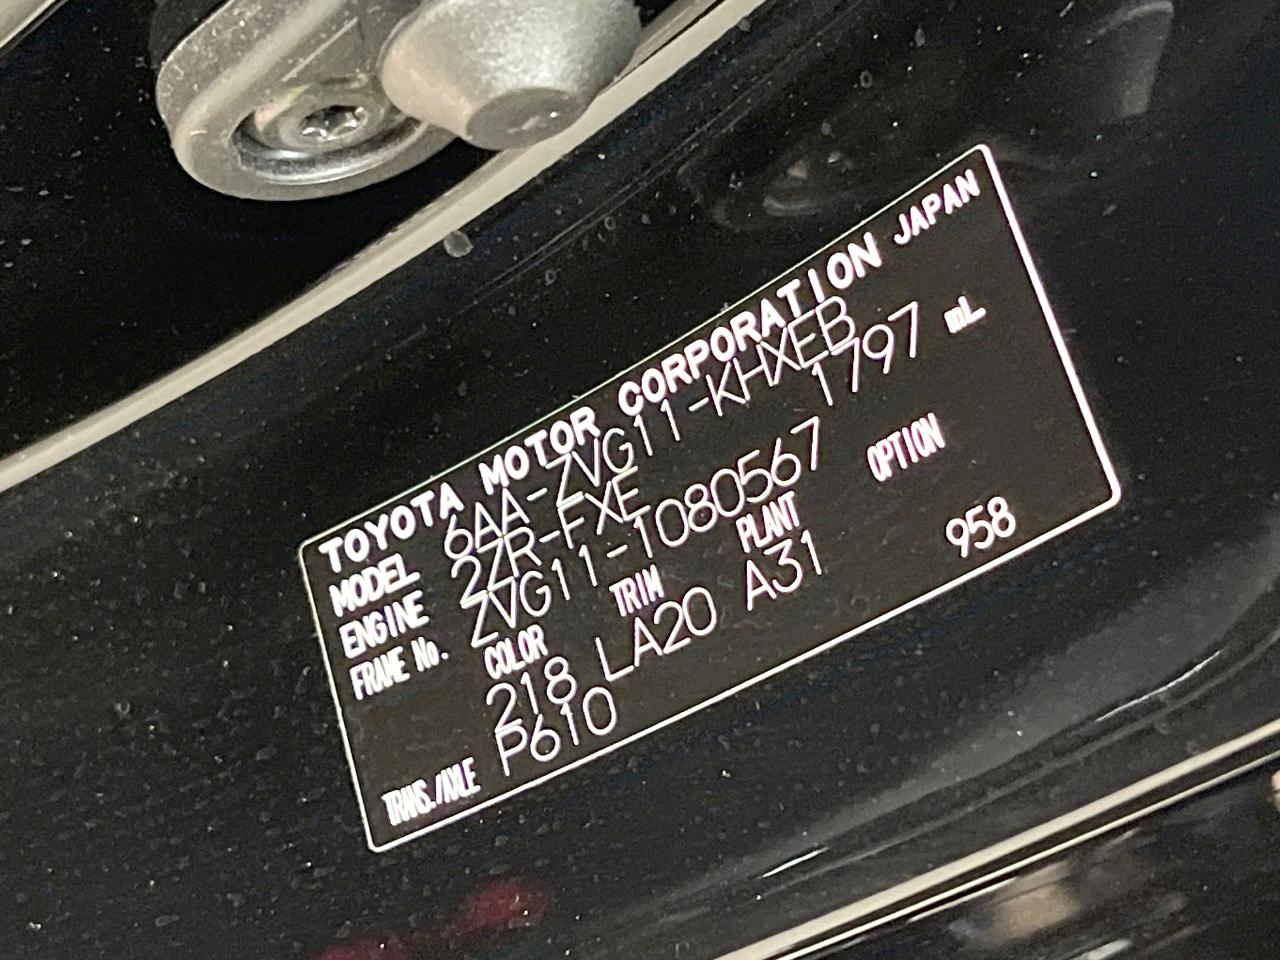 TOYOTA MOTOR CORPORATION JAPAN
MODEL 6AA-ZVG11-KHXEB
ENGINE 2ZR-FXE 1797 mL
FRAME No. ZVG11-1080567
COLOR TRIM PLANT OPTION
218 LA20 A31 958
TRANS./AXLE P610